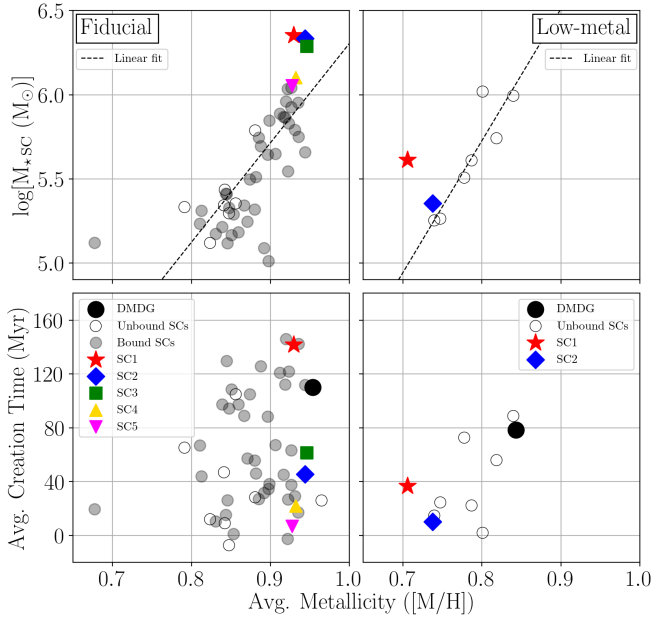 Fiducial
Linear fit
Low-metal
Linear fit
6.5
6.0
5.5
5.0
log[M⋆SC (M☉)]
DMDG
Unbound SCs
Bound SCs
SC1
SC2
SC3
SC4
SC5
DMDG
Unbound SCs
SC1
SC2
160
120
80
40
0
Avg. Creation Time (Myr)
0.7 0.8 0.9 1.0 0.7 0.8 0.9 1.0
Avg. Metallicity ([M/H])